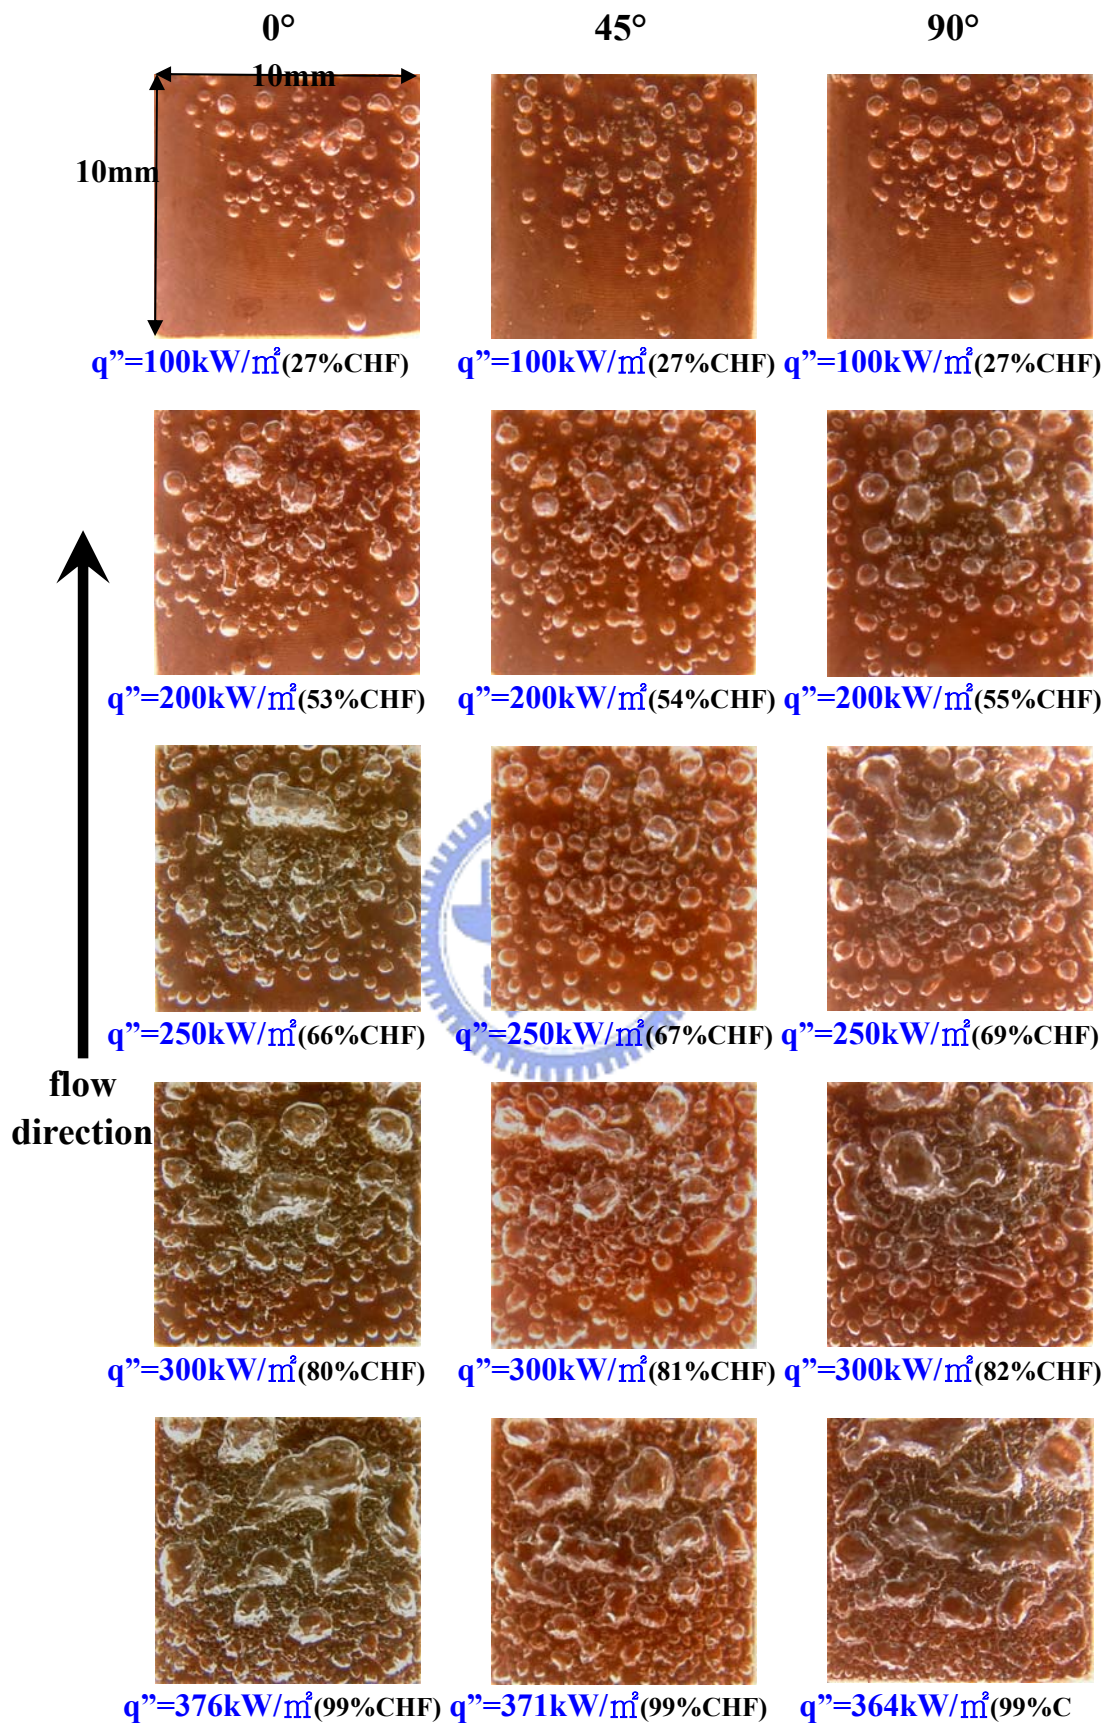 0° 45° 90°
10mm
10mm
q”=100kW/㎡(27%CHF) q”=100kW/㎡(27%CHF) q”=100kW/㎡(27%CHF)
q”=200kW/㎡(53%CHF) q”=200kW/㎡(54%CHF) q”=200kW/㎡(55%CHF)
q”=250kW/㎡(66%CHF) q”=250kW/㎡(67%CHF) q”=250kW/㎡(69%CHF)
flow
direction
q”=300kW/㎡(80%CHF) q”=300kW/㎡(81%CHF) q”=300kW/㎡(82%CHF)
q”=376kW/㎡(99%CHF) q”=371kW/㎡(99%CHF) q”=364kW/㎡(99%C